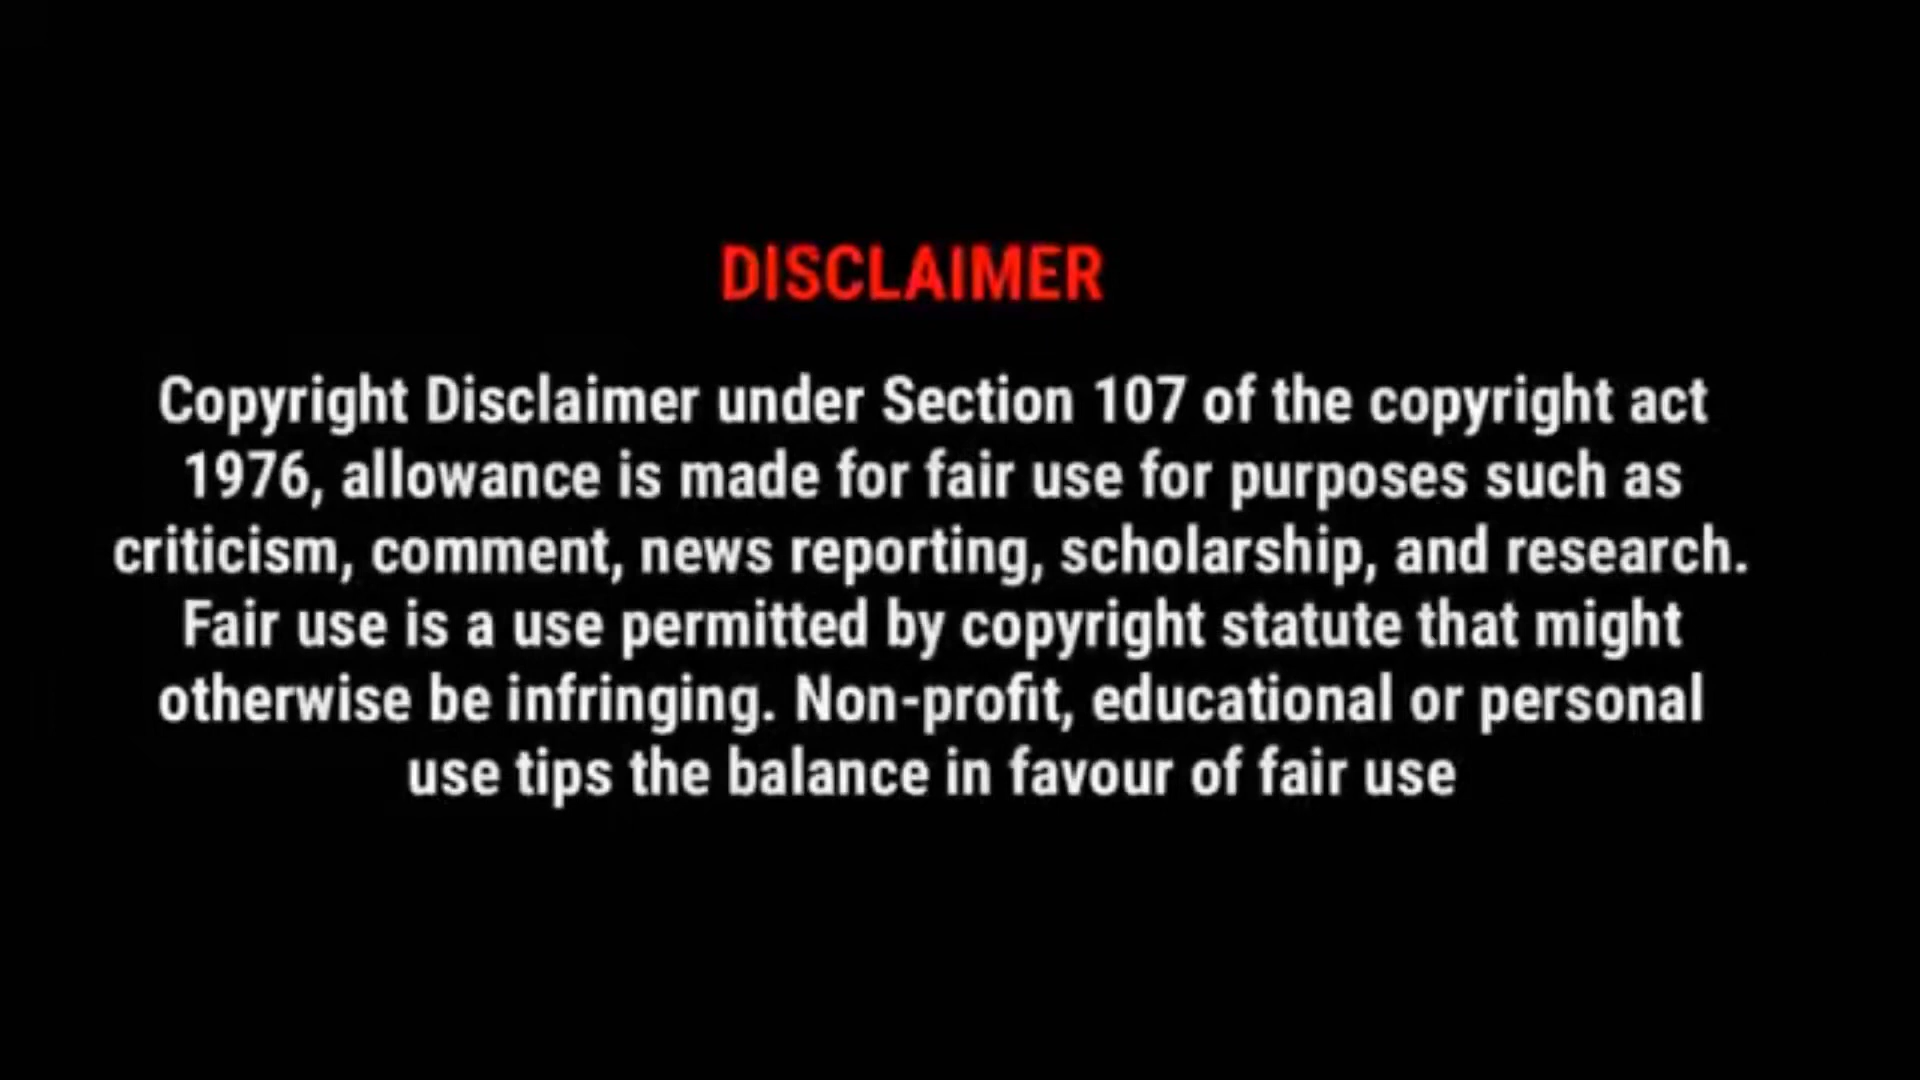 DISCLAIMER
Copyright Disclaimer under Section 107 of the copyright act
1976, allowance is made for fair use for purposes such as
criticism, comment, news reporting, scholarship, and research.
Fair use is a use permitted by copyright statute that might
otherwise be infringing. Non-profit, educational or personal
use tips the balance in favour of fair use